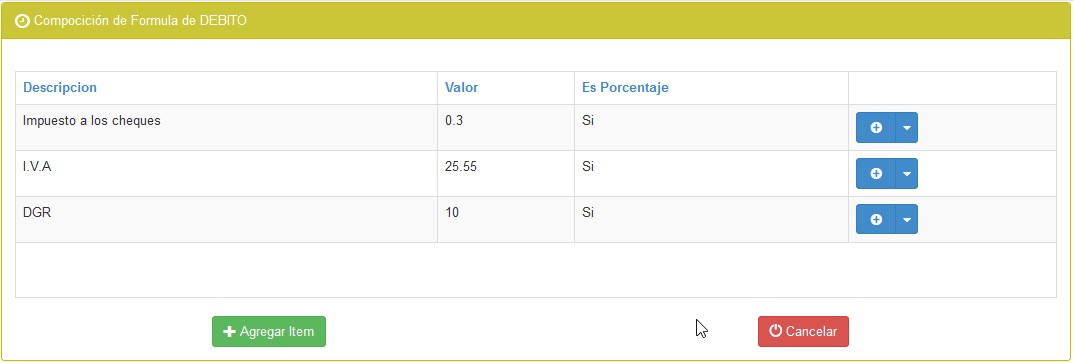 Compocición de Formula de DEBITO
Descripcion Valor Es Porcentaje
Impuesto a los cheques 0.3 Si
I.V.A 25.55 Si
DGR 10 Si
Agregar Item Cancelar